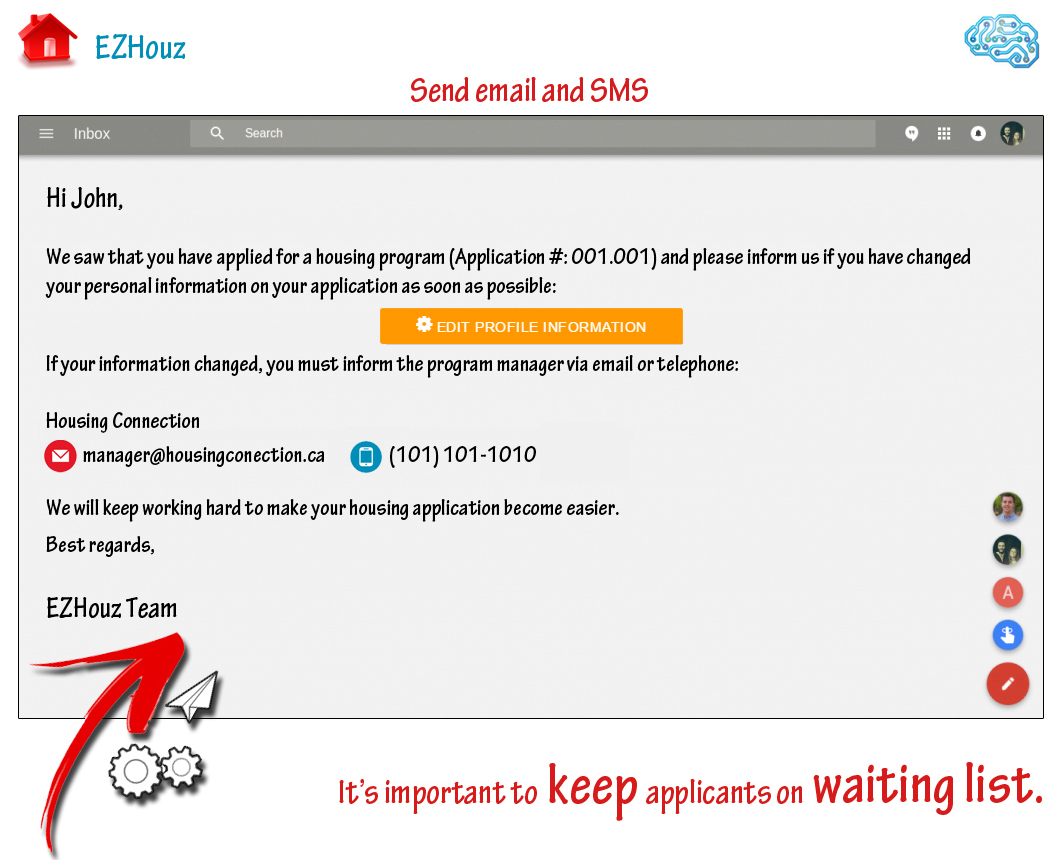 EZHouz
Send email and SMS
Inbox
Search
Hi John,
We saw that you have applied for a housing program (Application #: 001.001) and please inform us if you have changed
your personal information on your application as soon as possible:
EDIT PROFILE INFORMATION
If your information changed, you must inform the program manager via email or telephone:
Housing Connection
manager@housingconection.ca (101) 101-1010
We will keep working hard to make your housing application become easier.
Best regards,
A
EZHouz Team
It's important to keep applicants on waiting list.